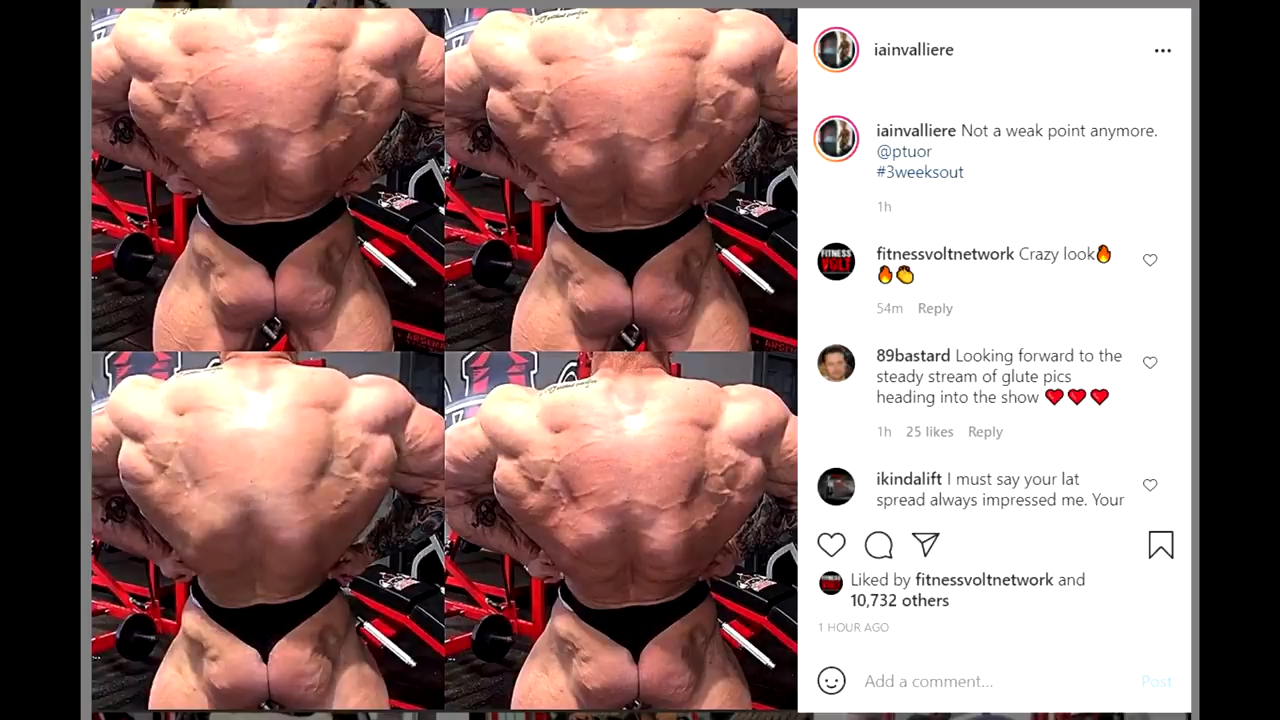 iainvalliere
iainvalliere Not a weak point anymore.
@ptuor
#3weeksout
1h
FITNESS
VOLT
fitnessvoltnetwork Crazy look🔥
🔥👏
54m Reply
89bastard Looking forward to the
steady stream of glute pics
heading into the show ❤️❤️❤️
1h 25 likes Reply
ikindalift I must say your lat
spread always impressed me. Your
Liked by fitnessvoltnetwork and
10,732 others
1 HOUR AGO
Add a comment...
Post